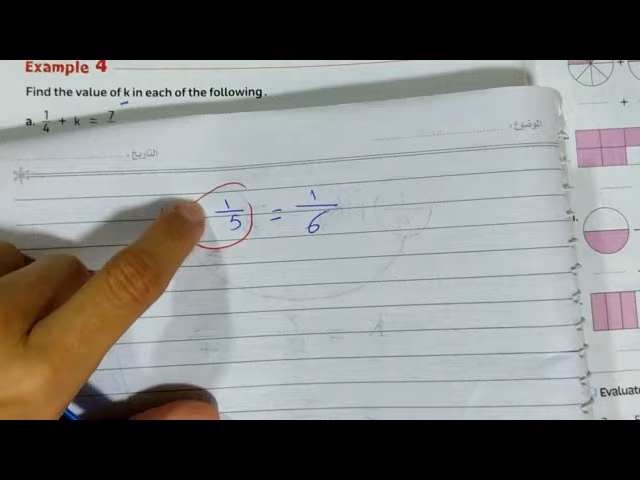 Example 4
Find the value of k in each of the following.
a. 1/4 + k = 7
الموضوع:
التاريخ:
1/5 = 1/6
Evaluate